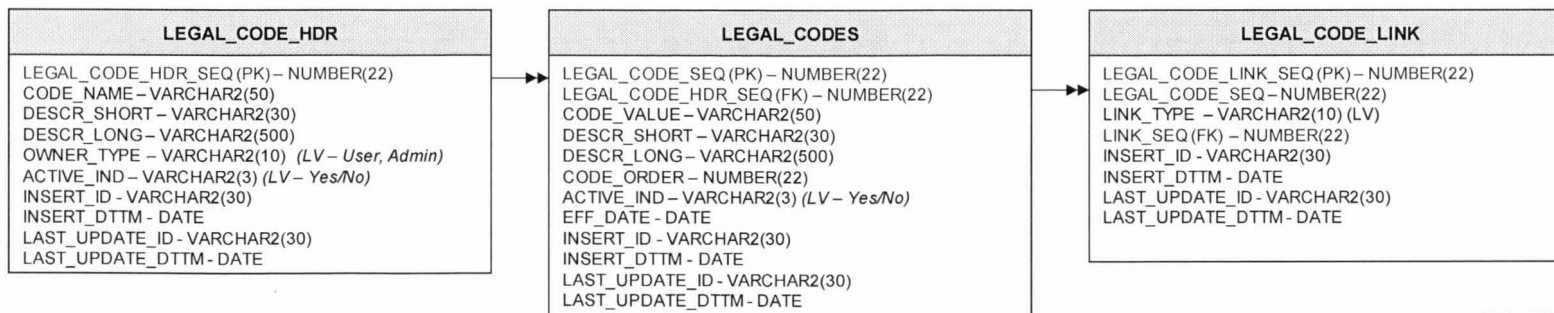 LEGAL_CODE_HDR
LEGAL_CODE_HDR_SEQ(PK) – NUMBER(22)
CODE_NAME – VARCHAR2(50)
DESCR_SHORT – VARCHAR2(30)
DESCR_LONG – VARCHAR2(500)
OWNER_TYPE – VARCHAR2(10) (LV – User, Admin)
ACTIVE_IND – VARCHAR2(3) (LV – Yes/No)
INSERT_ID - VARCHAR2(30)
INSERT_DTTM - DATE
LAST_UPDATE_ID - VARCHAR2(30)
LAST_UPDATE_DTTM - DATE
LEGAL_CODES
LEGAL_CODE_SEQ(PK) – NUMBER(22)
LEGAL_CODE_HDR_SEQ(FK) – NUMBER(22)
CODE_VALUE – VARCHAR2(50)
DESCR_SHORT – VARCHAR2(30)
DESCR_LONG – VARCHAR2(500)
CODE_ORDER – NUMBER(22)
ACTIVE_IND – VARCHAR2(3) (LV – Yes/No)
EFF_DATE - DATE
INSERT_ID - VARCHAR2(30)
INSERT_DTTM - DATE
LAST_UPDATE_ID - VARCHAR2(30)
LAST_UPDATE_DTTM - DATE
LEGAL_CODE_LINK
LEGAL_CODE_LINK_SEQ(PK) – NUMBER(22)
LEGAL_CODE_SEQ – NUMBER(22)
LINK_TYPE – VARCHAR2(10) (LV)
LINK_SEQ(FK) – NUMBER(22)
INSERT_ID - VARCHAR2(30)
INSERT_DTTM - DATE
LAST_UPDATE_ID - VARCHAR2(30)
LAST_UPDATE_DTTM - DATE